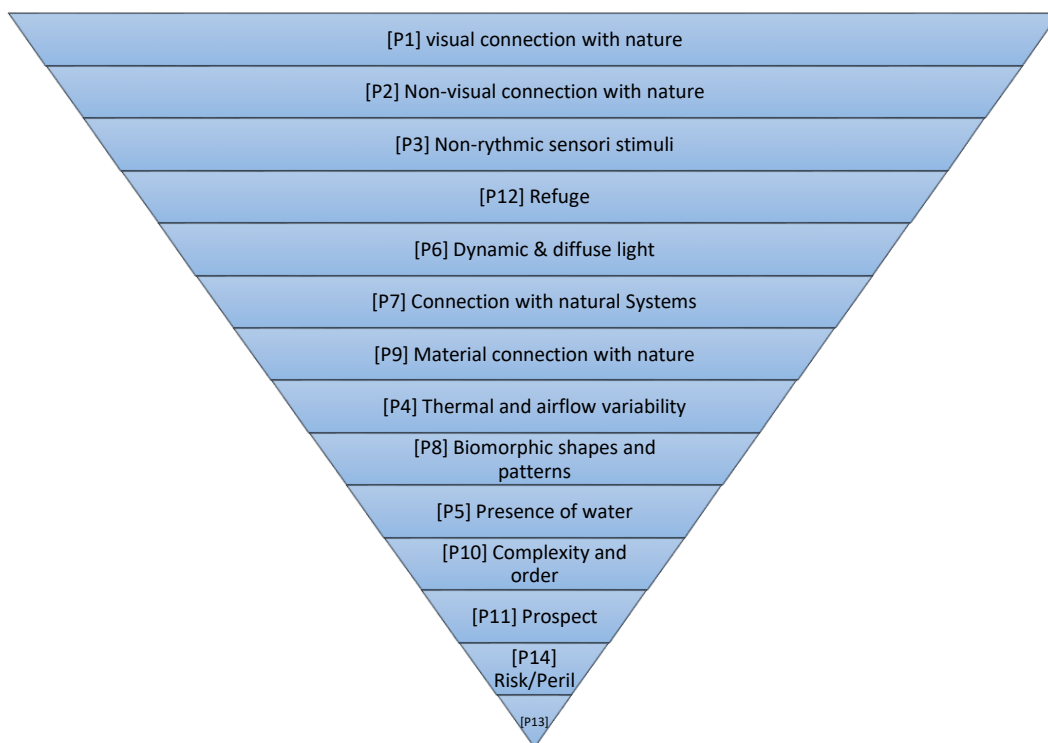 [P1] visual connection with nature
[P2] Non-visual connection with nature
[P3] Non-rythmic sensori stimuli
[P12] Refuge
[P6] Dynamic & diffuse light
[P7] Connection with natural Systems
[P9] Material connection with nature
[P4] Thermal and airflow variability
[P8] Biomorphic shapes and
patterns
[P5] Presence of water
[P10] Complexity and
order
[P11] Prospect
[P14]
Risk/Peril
[P13]